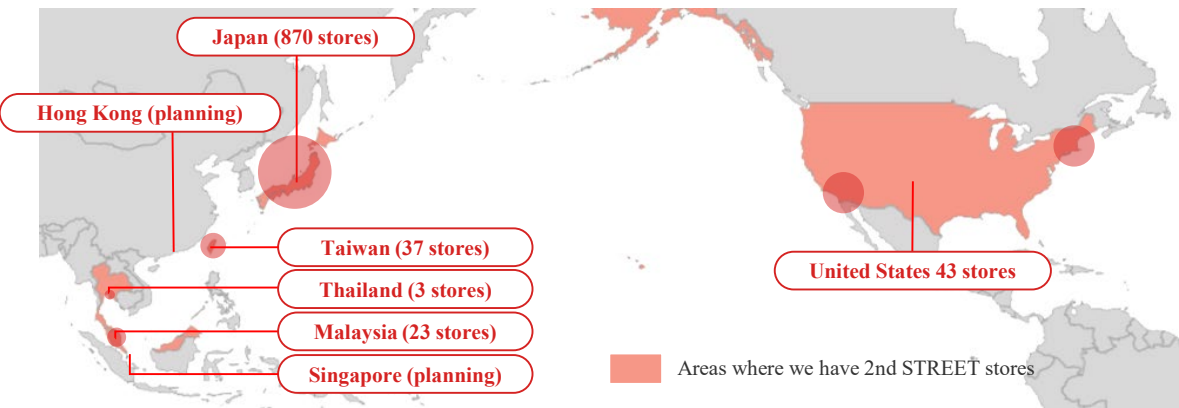 Japan (870 stores)
Hong Kong (planning)
Taiwan (37 stores)
Thailand (3 stores)
Malaysia (23 stores)
Singapore (planning)
United States 43 stores
Areas where we have 2nd STREET stores